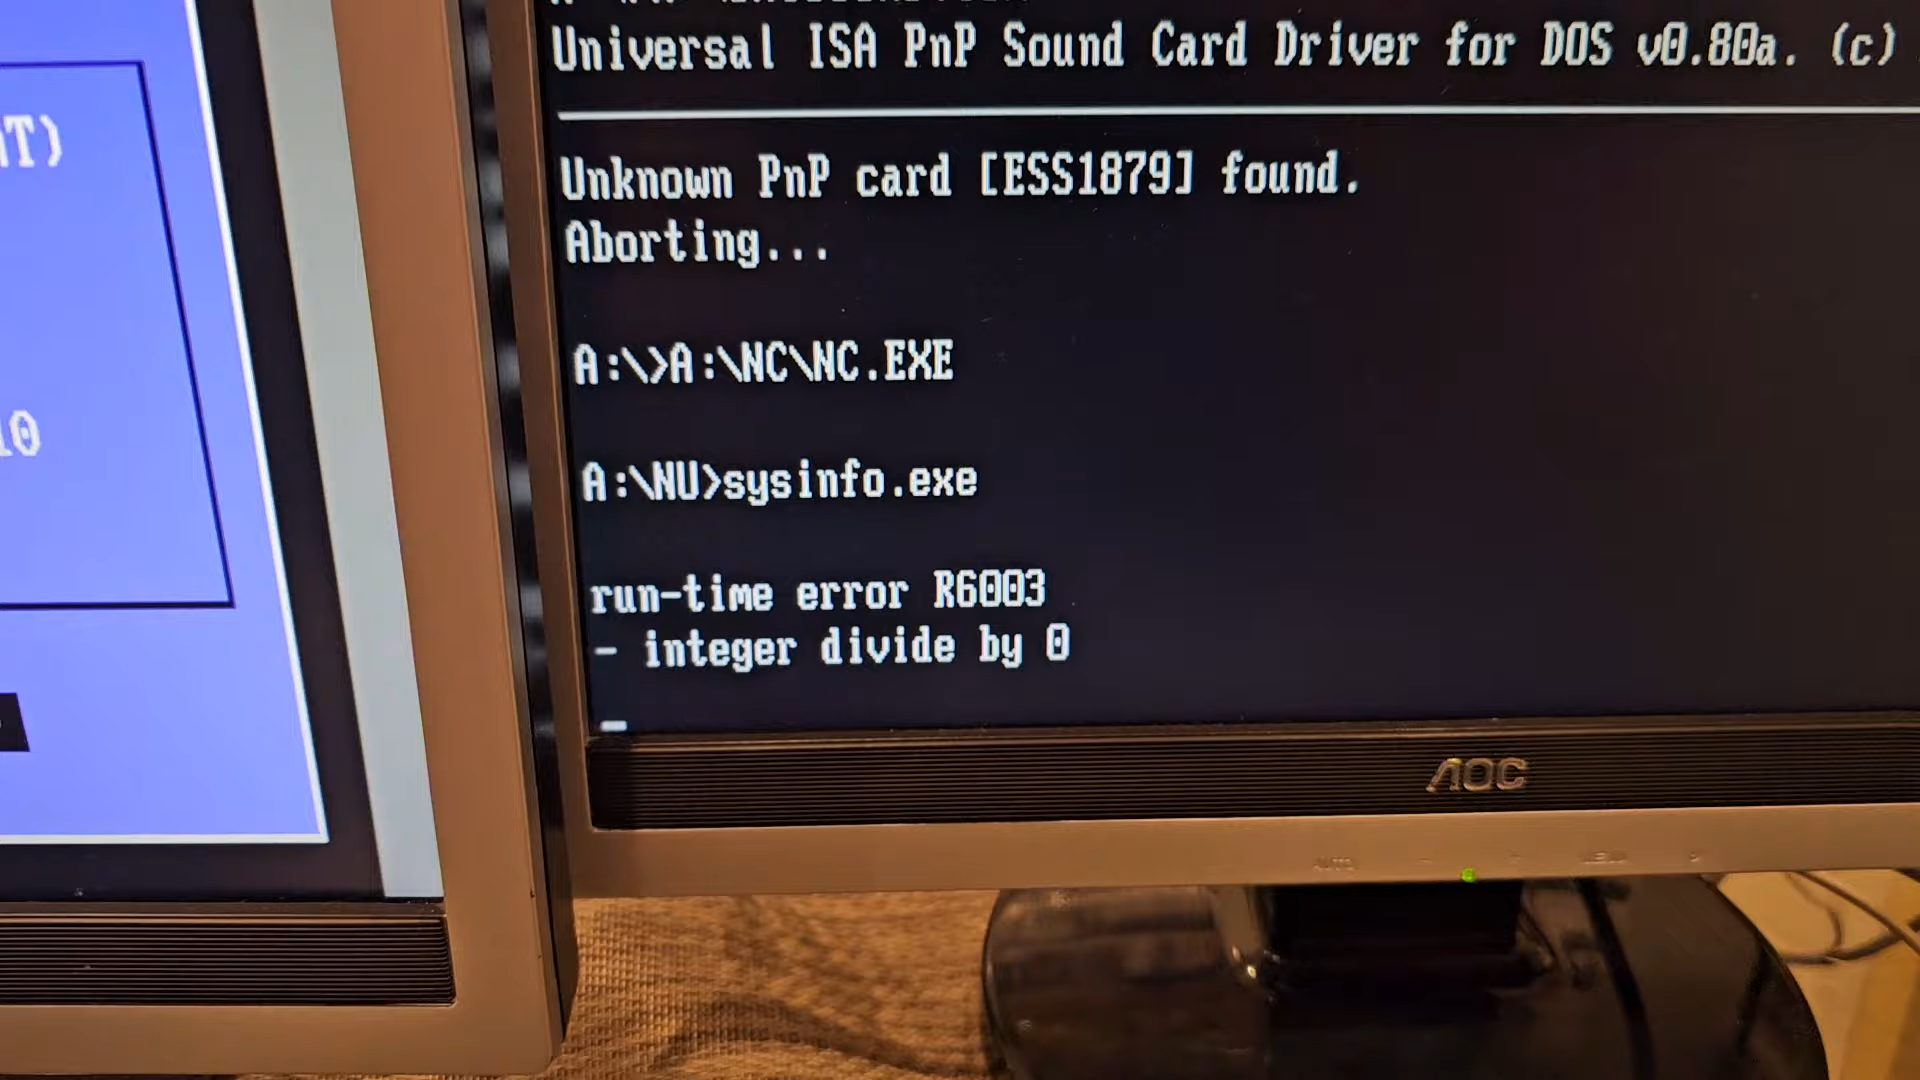 Universal ISA PnP Sound Card Driver for DOS v0.80a. (c)
Unknown PnP card [ESS1879] found.
Aborting...
A:\>A:\NC\NC.EXE
A:\NU>sysinfo.exe
run-time error R6003
- integer divide by 0
AOC
AUTO